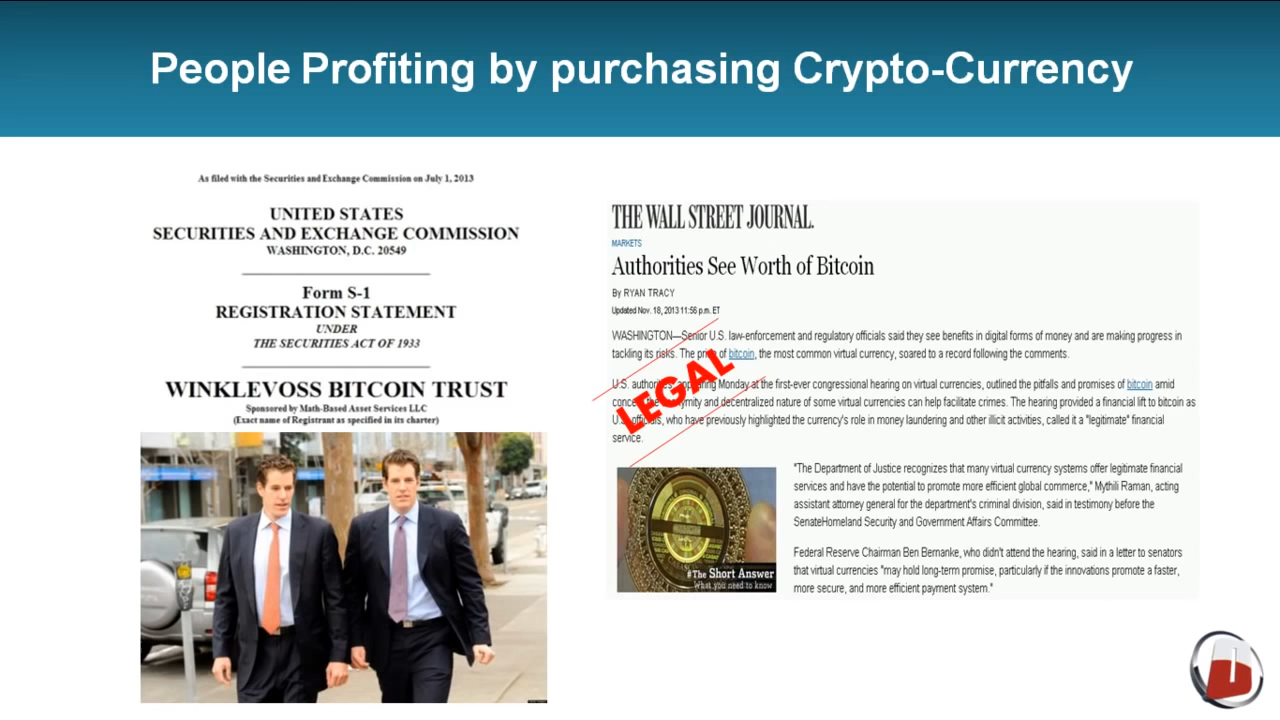 People Profiting by purchasing Crypto-Currency
As filed with the Securities and Exchange Commission on July 1, 2013
UNITED STATES
SECURITIES AND EXCHANGE COMMISSION
WASHINGTON, D.C. 20549
Form S-1
REGISTRATION STATEMENT
UNDER
THE SECURITIES ACT OF 1933
WINKLEVOSS BITCOIN TRUST
Sponsored by Math-Based Asset Services LLC
(Exact name of Registrant as specified in its charter)
THE WALL STREET JOURNAL.
MARKETS
Authorities See Worth of Bitcoin
By RYAN TRACY
Updated Nov. 18, 2013 11:56 p.m. ET
WASHINGTON—Senior U.S. law-enforcement and regulatory officials said they see benefits in digital forms of money and are making progress in
tackling its risks. The price of bitcoin, the most common virtual currency, soared to a record following the comments.
U.S. authorities, appearing Monday at the first-ever congressional hearing on virtual currencies, outlined the pitfalls and promises of bitcoin amid
the and decentralized nature of some virtual currencies can help facilitate crimes. The hearing provided a financial lift to bitcoin as
U.S. officials, who have previously highlighted the currency's role in money laundering and other illicit activities, called it a "legitimate" financial
service.
LEGAL
#The Short Answer
What you need to know
"The Department of Justice recognizes that many virtual currency systems offer legitimate financial
services and have the potential to promote more efficient global commerce," Mythili Raman, acting
assistant attorney general for the department's criminal division, said in testimony before the
SenateHomeland Security and Government Affairs Committee.
Federal Reserve Chairman Ben Bernanke, who didn't attend the hearing, said in a letter to senators
that virtual currencies "may hold long-term promise, particularly if the innovations promote a faster,
more secure, and more efficient payment system."